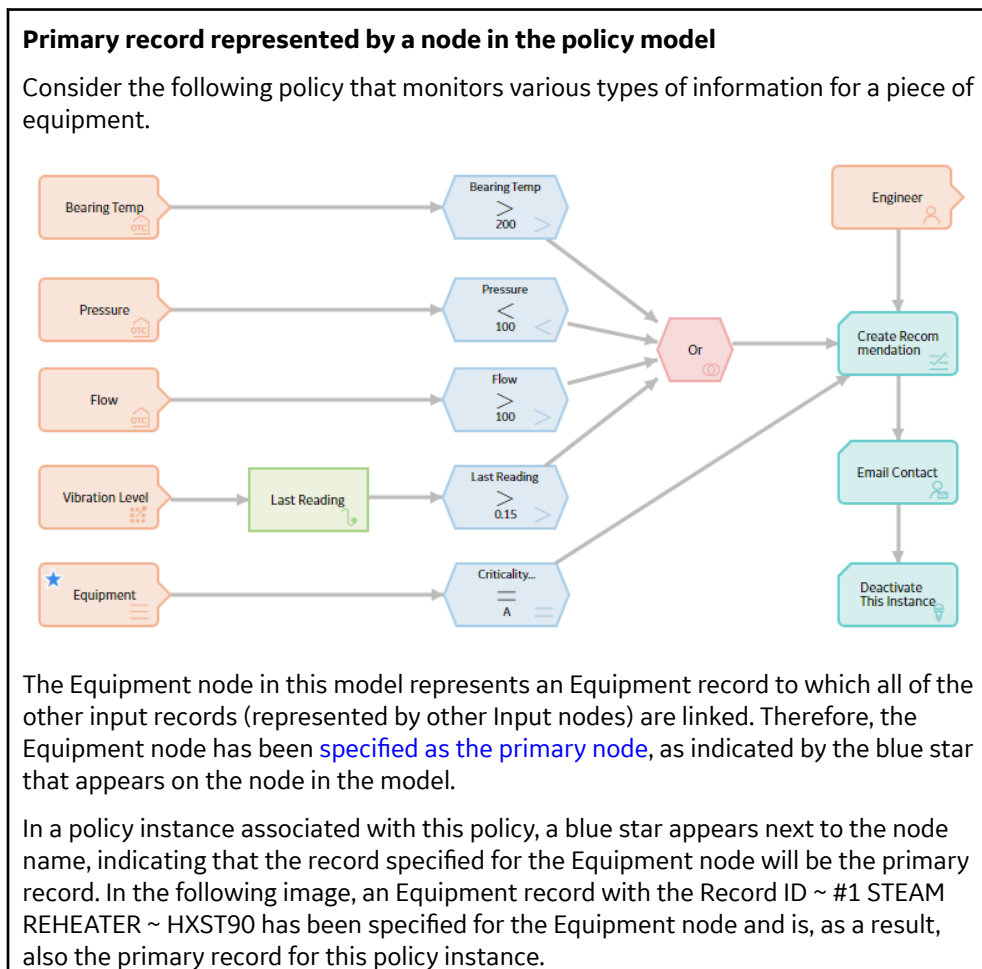 Primary record represented by a node in the policy model
Consider the following policy that monitors various types of information for a piece of
equipment.
Bearing Temp
OTC
Bearing Temp
>
200
Engineer
Pressure
OTC
Pressure
<
100
Or
Create Recom
mendation
Flow
OTC
Flow
>
100
Vibration Level
Last Reading
Last Reading
>
0.15
Email Contact
Equipment
Criticality...
=
A
Deactivate
This Instance
The Equipment node in this model represents an Equipment record to which all of the
other input records (represented by other Input nodes) are linked. Therefore, the
Equipment node has been specified as the primary node, as indicated by the blue star
that appears on the node in the model.
In a policy instance associated with this policy, a blue star appears next to the node
name, indicating that the record specified for the Equipment node will be the primary
record. In the following image, an Equipment record with the Record ID ~ #1 STEAM
REHEATER ~ HXST90 has been specified for the Equipment node and is, as a result,
also the primary record for this policy instance.